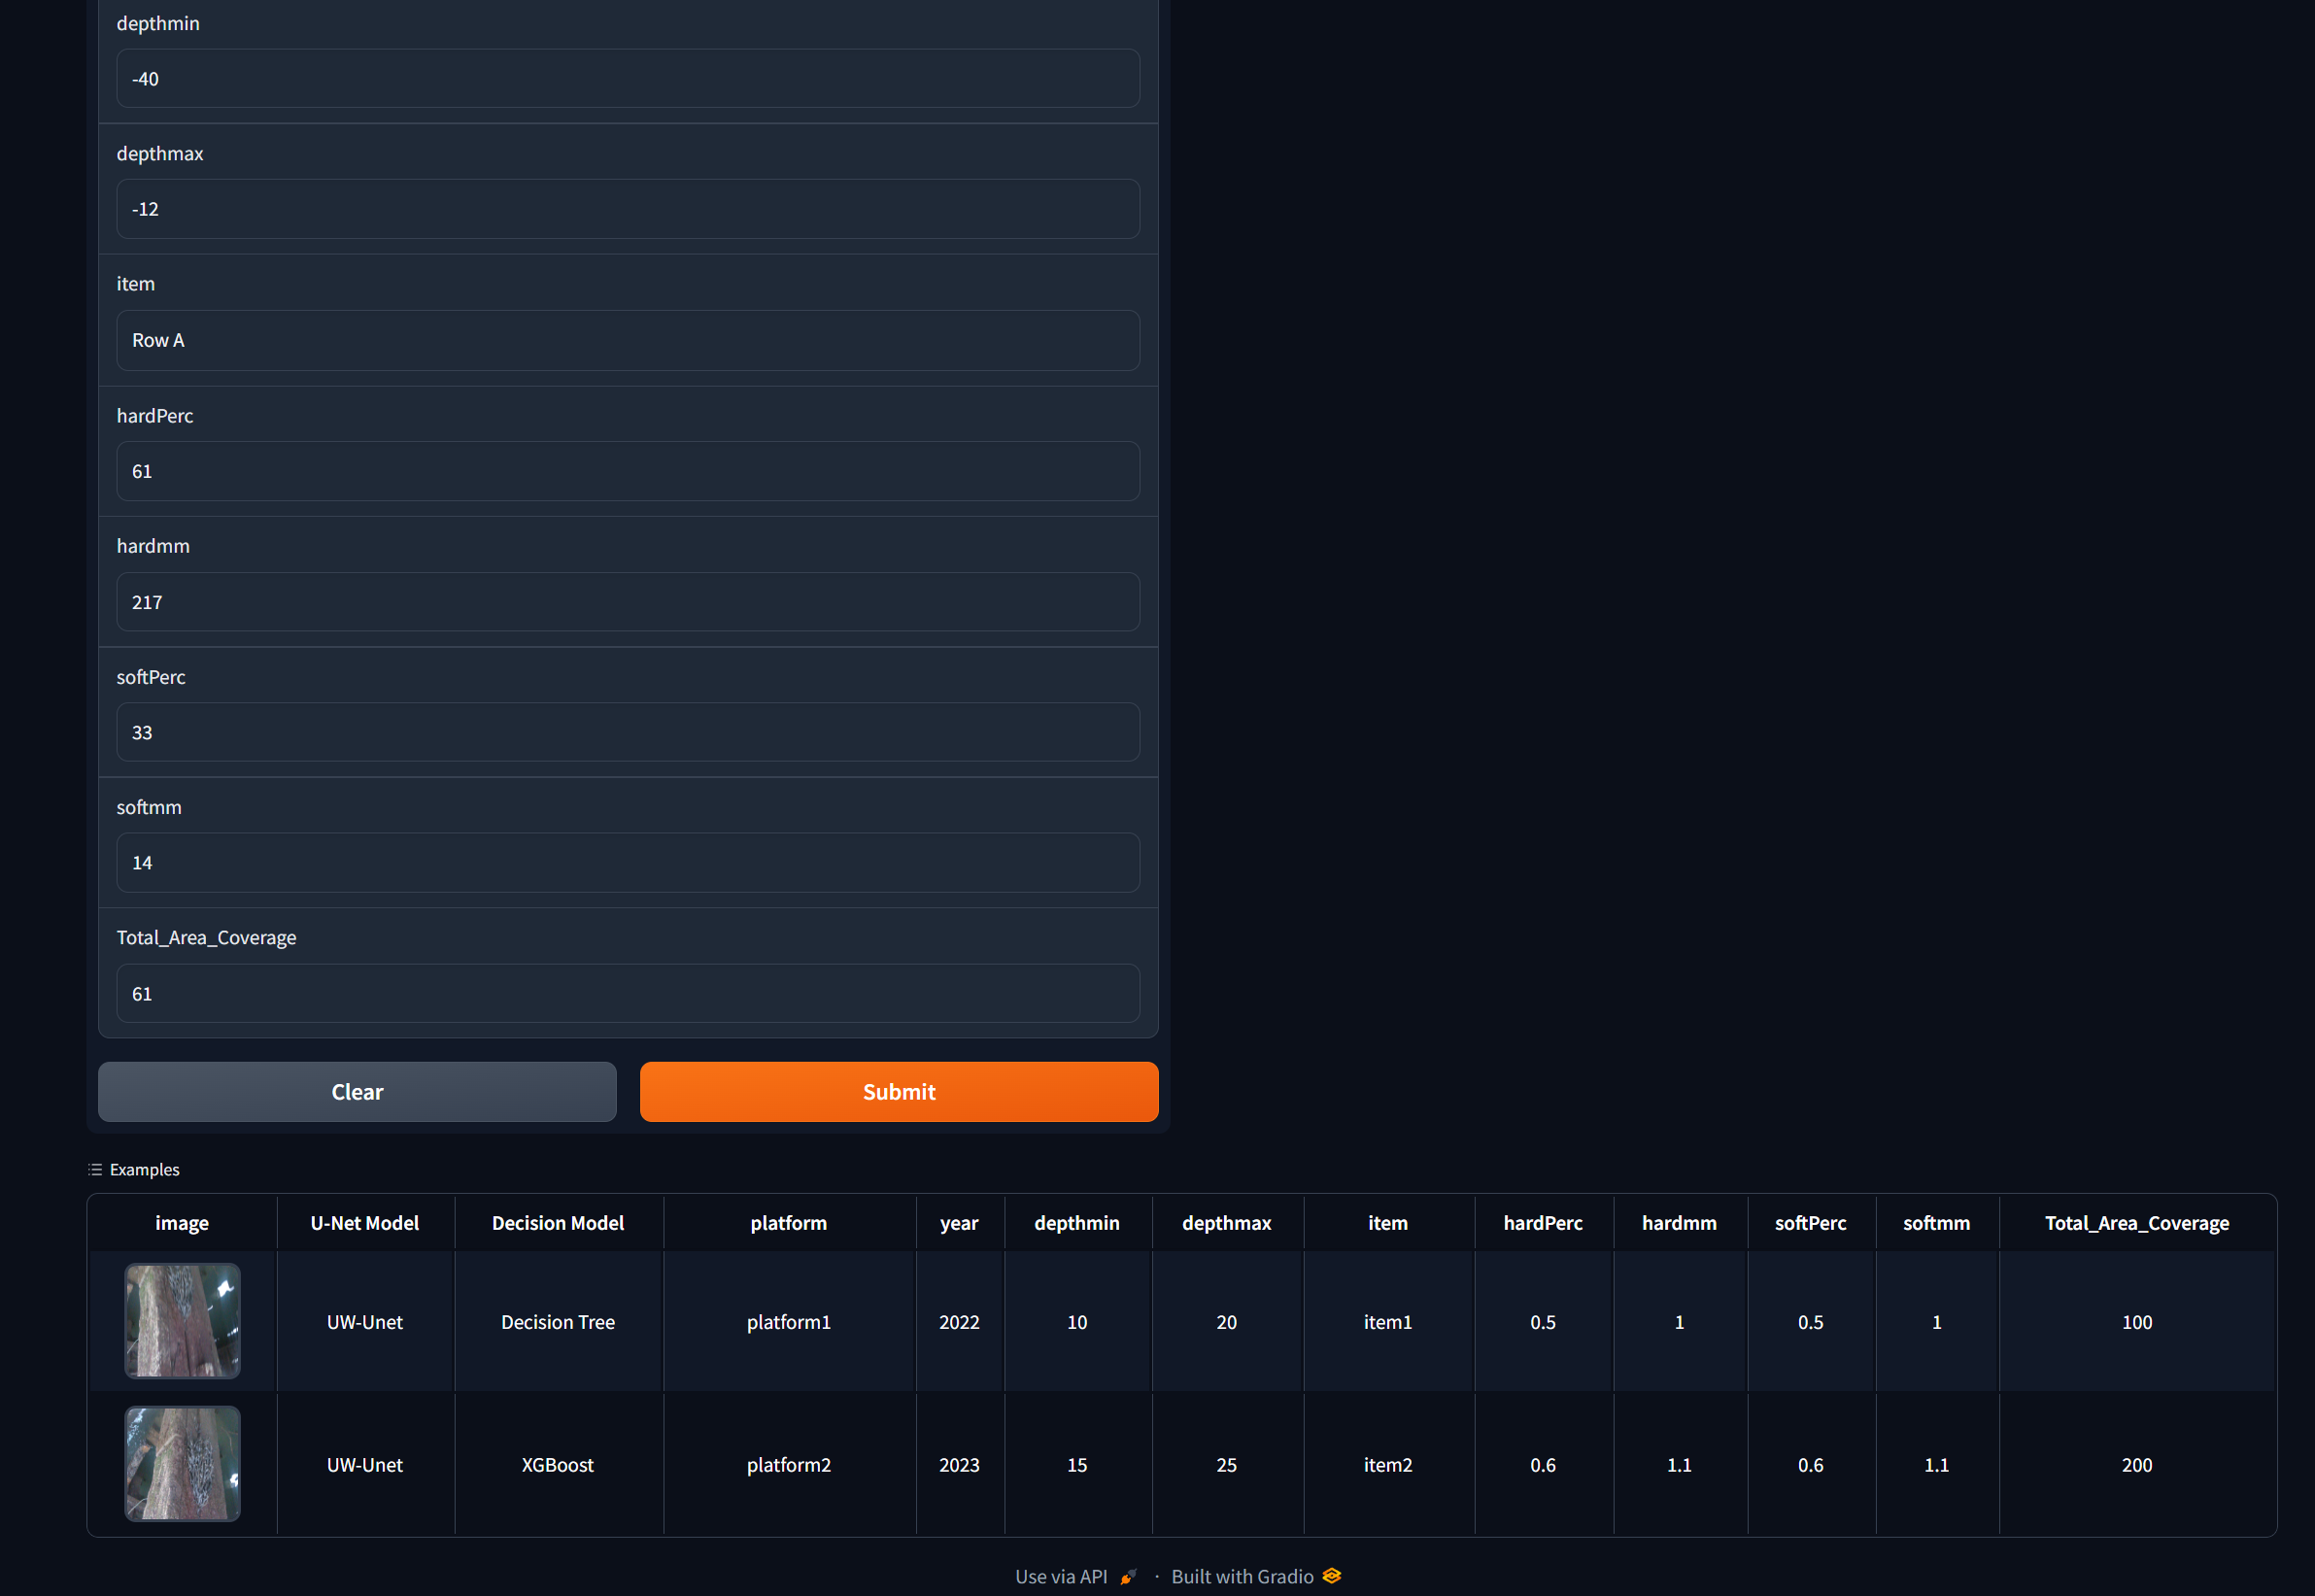 depthmin
-40
depthmax
-12
item
Row A
hardPerc
61
hardmm
217
softPerc
33
softmm
14
Total_Area_Coverage
61
Clear Submit
Examples
image U-Net Model Decision Model platform year depthmin depthmax item hardPerc hardmm softPerc softmm Total_Area_Coverage
UW-Unet Decision Tree platform1 2022 10 20 item1 0.5 1 0.5 1 100
UW-Unet XGBoost platform2 2023 15 25 item2 0.6 1.1 0.6 1.1 200
Use via API · Built with Gradio